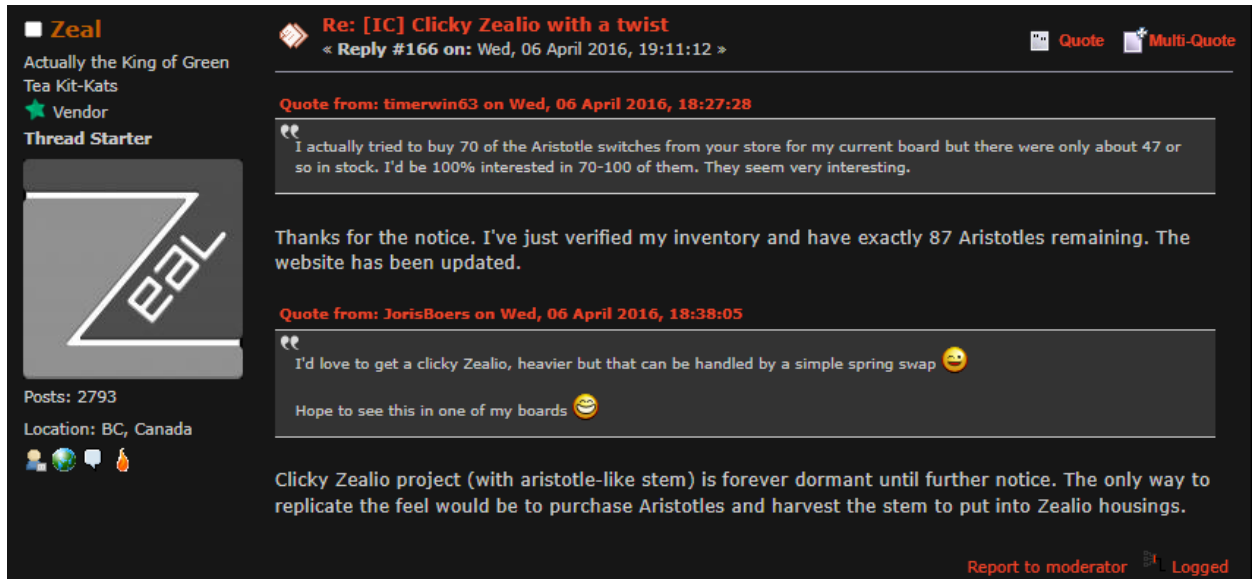 Zeal
Actually the King of Green
Tea Kit-Kats
Vendor
Thread Starter
Zeal
Posts: 2793
Location: BC, Canada
Re: [IC] Clicky Zealio with a twist
« Reply #166 on: Wed, 06 April 2016, 19:11:12 »
Quote
Multi-Quote
Quote from: timerwin63 on Wed, 06 April 2016, 18:27:28
I actually tried to buy 70 of the Aristotle switches from your store for my current board but there were only about 47 or
so in stock. I'd be 100% interested in 70-100 of them. They seem very interesting.
Thanks for the notice. I've just verified my inventory and have exactly 87 Aristotles remaining. The
website has been updated.
Quote from: JorisBoers on Wed, 06 April 2016, 18:38:05
I'd love to get a clicky Zealio, heavier but that can be handled by a simple spring swap
Hope to see this in one of my boards
Clicky Zealio project (with aristotle-like stem) is forever dormant until further notice. The only way to
replicate the feel would be to purchase Aristotles and harvest the stem to put into Zealio housings.
Report to moderator
Logged